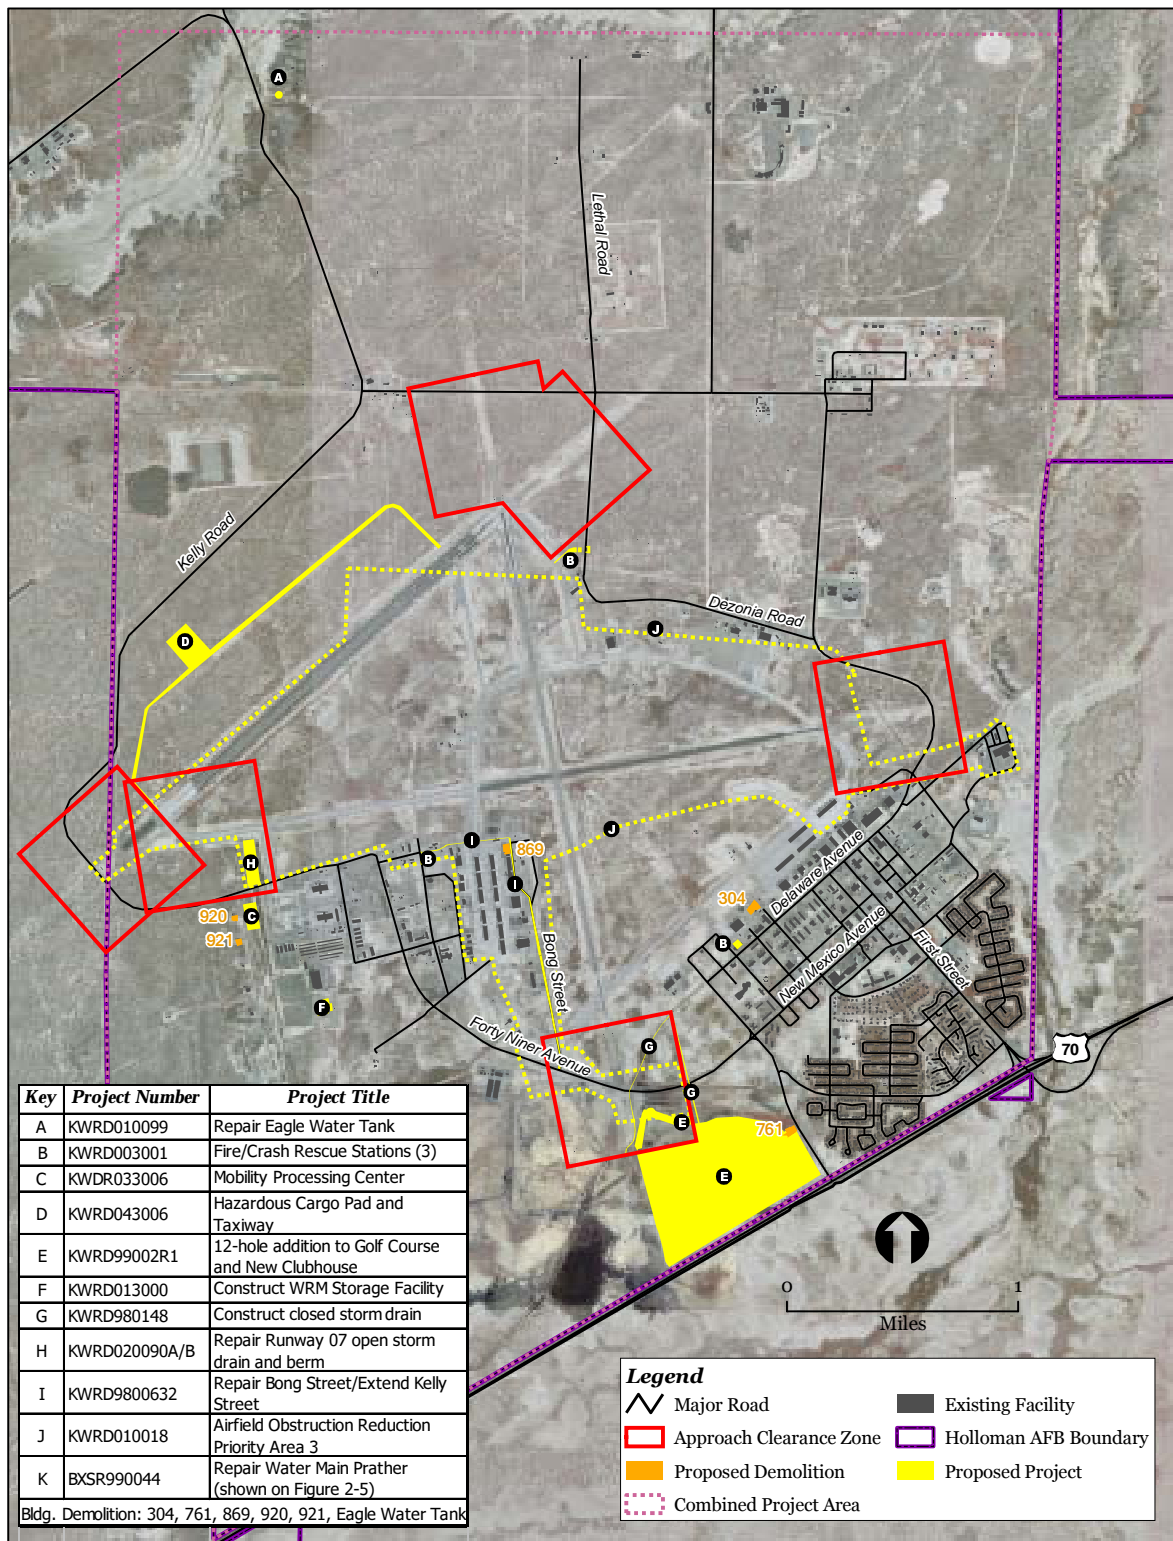 A
Lethal Road
Kelly Road
B
Dezonia Road
D
J
J
I
869
B
H
I
304
Delaware Avenue
920
C
921
B
New Mexico Avenue
First Street
Bong Street
F
Forty Niner Avenue
G
70
G
E
761
E
Key Project Number Project Title
A KWRD010099 Repair Eagle Water Tank
B KWRD003001 Fire/Crash Rescue Stations (3)
C KWDR033006 Mobility Processing Center
D KWRD043006 Hazardous Cargo Pad and
Taxiway
E KWRD99002R1 12-hole addition to Golf Course
and New Clubhouse
F KWRD013000 Construct WRM Storage Facility
G KWRD980148 Construct closed storm drain
H KWRD020090A/B Repair Runway 07 open storm
drain and berm
I KWRD9800632 Repair Bong Street/Extend Kelly
Street
J KWRD010018 Airfield Obstruction Reduction
Priority Area 3
K BXSR990044 Repair Water Main Prather
(shown on Figure 2-5)
Bldg. Demolition: 304, 761, 869, 920, 921, Eagle Water Tank
0 1
Miles
Legend
Major Road Existing Facility
Approach Clearance Zone Holloman AFB Boundary
Proposed Demolition Proposed Project
Combined Project Area